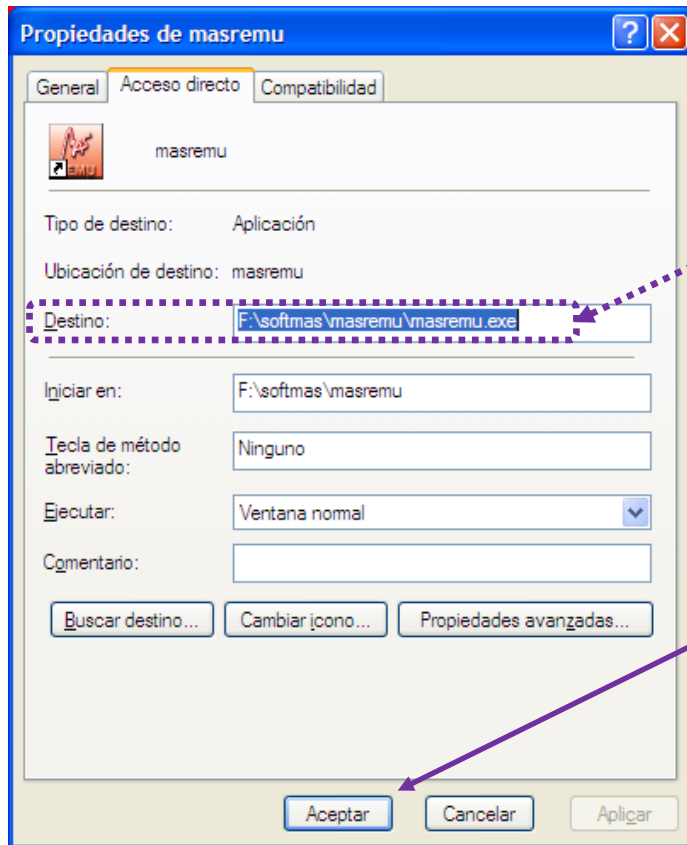 Propiedades de masremu
General Acceso directo Compatibilidad
EMU
masremu
Tipo de destino: Aplicación
Ubicación de destino: masremu
Destino: F:\softmas\masremu\masremu.exe
Iniciar en: F:\softmas\masremu
Tecla de método abreviado: Ninguno
Ejecutar: Ventana normal
Comentario:
Buscar destino... Cambiar icono... Propiedades avanzadas...
Aceptar Cancelar Aplicar